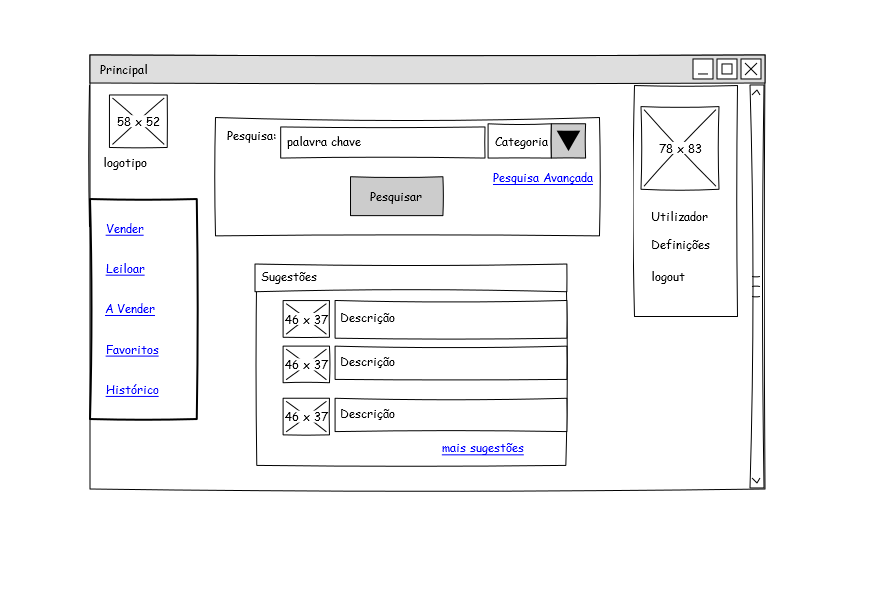 Principal
58 x 52
logotipo
Pesquisa:
palavra chave
Categoria
Pesquisa Avançada
Pesquisar
78 x 83
Utilizador
Definições
logout
Vender
Leiloar
A Vender
Favoritos
Histórico
Sugestões
46 x 37
Descrição
46 x 37
Descrição
46 x 37
Descrição
mais sugestões